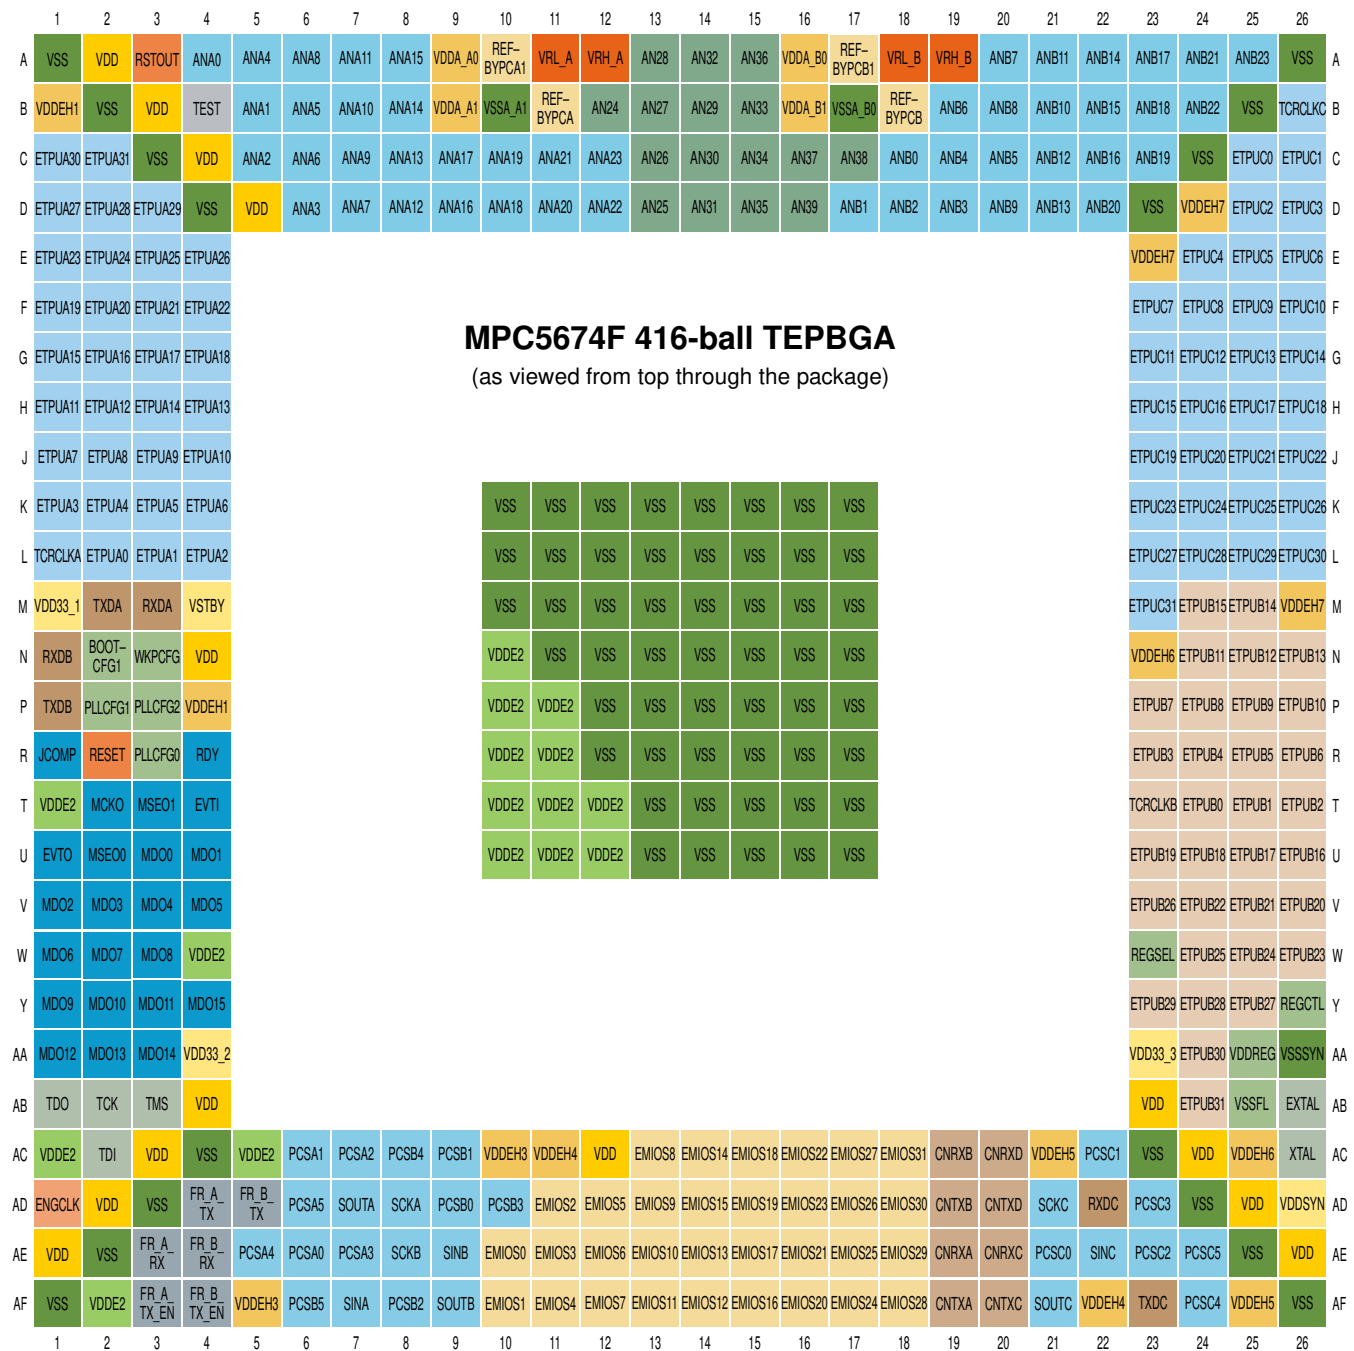 1 2 3 4 5 6 7 8 9 10 11 12 13 14 15 16 17 18 19 20 21 22 23 24 25 26
A VSS VDD RSTOUT ANA0 ANA4 ANA8 ANA11 ANA15 VDDA_A0 REF–BYPCA1 VRL_A VRH_A AN28 AN32 AN36 VDDA_B0 REF–BYPCB1 VRL_B VRH_B ANB7 ANB11 ANB14 ANB17 ANB21 ANB23 VSS A
B VDDEH1 VSS VDD TEST ANA1 ANA5 ANA10 ANA14 VDDA_A1 VSSA_A1 REF–BYPCA AN24 AN27 AN29 AN33 VDDA_B1 VSSA_B0 REF–BYPCB ANB6 ANB8 ANB10 ANB15 ANB18 ANB22 VSS TCRCLKC B
C ETPUA30 ETPUA31 VSS VDD ANA2 ANA6 ANA9 ANA13 ANA17 ANA19 ANA21 ANA23 AN26 AN30 AN34 AN37 AN38 ANB0 ANB4 ANB5 ANB12 ANB16 ANB19 VSS ETPUC0 ETPUC1 C
D ETPUA27 ETPUA28 ETPUA29 VSS VDD ANA3 ANA7 ANA12 ANA16 ANA18 ANA20 ANA22 AN25 AN31 AN35 AN39 ANB1 ANB2 ANB3 ANB9 ANB13 ANB20 VSS VDDEH7 ETPUC2 ETPUC3 D
E ETPUA23 ETPUA24 ETPUA25 ETPUA26 VDDEH7 ETPUC4 ETPUC5 ETPUC6 E
F ETPUA19 ETPUA20 ETPUA21 ETPUA22 ETPUC7 ETPUC8 ETPUC9 ETPUC10 F
MPC5674F 416-ball TEPBGA
G ETPUA15 ETPUA16 ETPUA17 ETPUA18 ETPUC11 ETPUC12 ETPUC13 ETPUC14 G
(as viewed from top through the package)
H ETPUA11 ETPUA12 ETPUA14 ETPUA13 ETPUC15 ETPUC16 ETPUC17 ETPUC18 H
J ETPUA7 ETPUA8 ETPUA9 ETPUA10 ETPUC19 ETPUC20 ETPUC21 ETPUC22 J
K ETPUA3 ETPUA4 ETPUA5 ETPUA6 VSS VSS VSS VSS VSS VSS VSS VSS ETPUC23 ETPUC24 ETPUC25 ETPUC26 K
L TCRCLKA ETPUA0 ETPUA1 ETPUA2 VSS VSS VSS VSS VSS VSS VSS VSS ETPUC27 ETPUC28 ETPUC29 ETPUC30 L
M VDD33_1 TXDA RXDA VSTBY VSS VSS VSS VSS VSS VSS VSS VSS ETPUC31 ETPUB15 ETPUB14 VDDEH7 M
N RXDB BOOT–CFG1 WKPCFG VDD VDDE2 VSS VSS VSS VSS VSS VSS VSS VDDEH6 ETPUB11 ETPUB12 ETPUB13 N
P TXDB PLLCFG1 PLLCFG2 VDDEH1 VDDE2 VDDE2 VSS VSS VSS VSS VSS VSS ETPUB7 ETPUB8 ETPUB9 ETPUB10 P
R JCOMP RESET PLLCFG0 RDY VDDE2 VDDE2 VSS VSS VSS VSS VSS VSS ETPUB3 ETPUB4 ETPUB5 ETPUB6 R
T VDDE2 MCKO MSEO1 EVTI VDDE2 VDDE2 VDDE2 VSS VSS VSS VSS VSS TCRCLKB ETPUB0 ETPUB1 ETPUB2 T
U EVTO MSEO0 MDO0 MDO1 VDDE2 VDDE2 VDDE2 VSS VSS VSS VSS VSS ETPUB19 ETPUB18 ETPUB17 ETPUB16 U
V MDO2 MDO3 MDO4 MDO5 ETPUB26 ETPUB22 ETPUB21 ETPUB20 V
W MDO6 MDO7 MDO8 VDDE2 REGSEL ETPUB25 ETPUB24 ETPUB23 W
Y MDO9 MDO10 MDO11 MDO15 ETPUB29 ETPUB28 ETPUB27 REGCTL Y
AA MDO12 MDO13 MDO14 VDD33_2 VDD33_3 ETPUB30 VDDREG VSSSYN AA
AB TDO TCK TMS VDD VDD ETPUB31 VSSFL EXTAL AB
AC VDDE2 TDI VDD VSS VDDE2 PCSA1 PCSA2 PCSB4 PCSB1 VDDEH3 VDDEH4 VDD EMIOS8 EMIOS14 EMIOS18 EMIOS22 EMIOS27 EMIOS31 CNRXB CNRXD VDDEH5 PCSC1 VSS VDD VDDEH6 XTAL AC
AD ENGCLK VDD VSS FR_A_TX FR_B_TX PCSA5 SOUTA SCKA PCSB0 PCSB3 EMIOS2 EMIOS5 EMIOS9 EMIOS15 EMIOS19 EMIOS23 EMIOS26 EMIOS30 CNTXB CNTXD SCKC RXDC PCSC3 VSS VDD VDDSYN AD
AE VDD VSS FR_A_RX FR_B_RX PCSA4 PCSA0 PCSA3 SCKB SINB EMIOS0 EMIOS3 EMIOS6 EMIOS10 EMIOS13 EMIOS17 EMIOS21 EMIOS25 EMIOS29 CNRXA CNRXC PCSC0 SINC PCSC2 PCSC5 VSS VDD AE
AF VSS VDDE2 FR_A_TX_EN FR_B_TX_EN VDDEH3 PCSB5 SINA PCSB2 SOUTB EMIOS1 EMIOS4 EMIOS7 EMIOS11 EMIOS12 EMIOS16 EMIOS20 EMIOS24 EMIOS28 CNTXA CNTXC SOUTC VDDEH4 TXDC PCSC4 VDDEH5 VSS AF
1 2 3 4 5 6 7 8 9 10 11 12 13 14 15 16 17 18 19 20 21 22 23 24 25 26